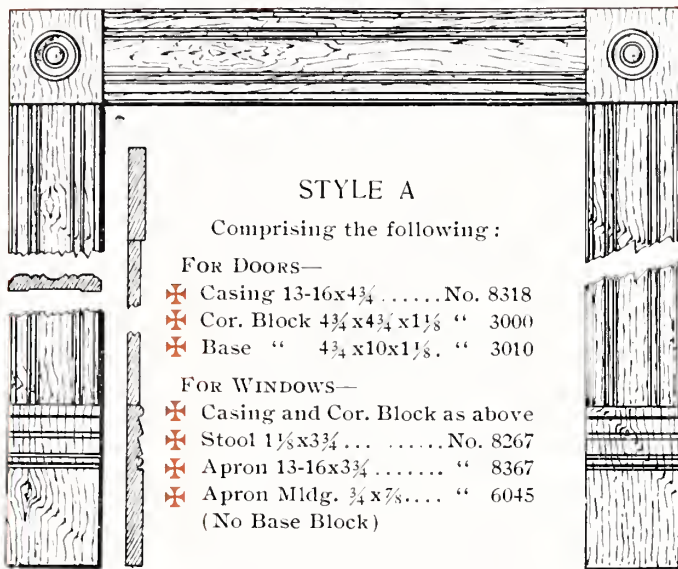 STYLE A
Comprising the following:
FOR DOORS—
✠ Casing 13-16x4¾ ...... No. 8318
✠ Cor. Block 4¾x4¾x1⅛ “ 3000
✠ Base “ 4¾x10x1⅛. “ 3010
FOR WINDOWS—
✠ Casing and Cor. Block as above
✠ Stool 1⅛x3¾... ...... No. 8267
✠ Apron 13-16x3¾ ....... “ 8367
✠ Apron Mldg. ¾x⅞.... “ 6045
(No Base Block)